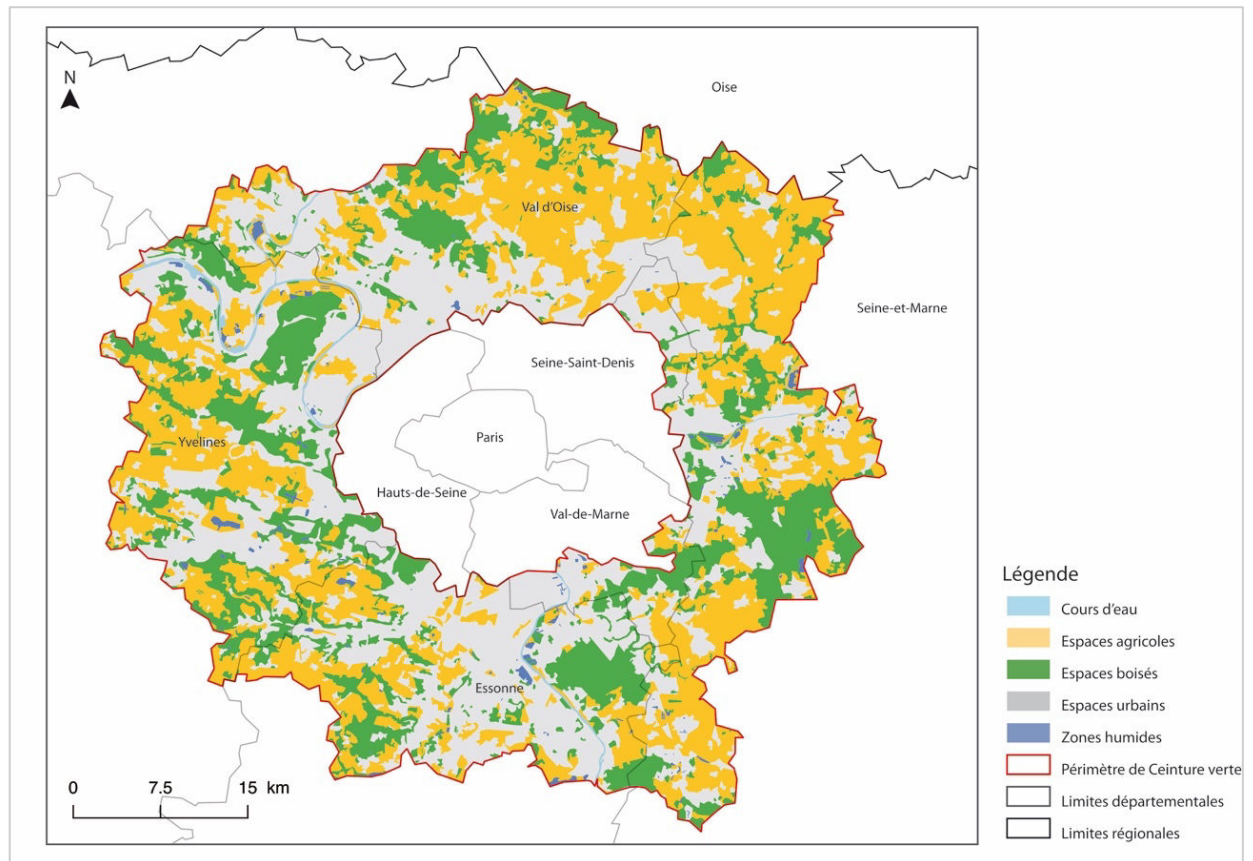 N
Oise
Val d'Oise
Seine-et-Marne
Seine-Saint-Denis
Paris
Yvelines
Hauts-de-Seine
Val-de-Marne
Essonne
0 7.5 15 km
Légende
Cours d'eau
Espaces agricoles
Espaces boisés
Espaces urbains
Zones humides
Périmètre de Ceinture verte
Limites départementales
Limites régionales